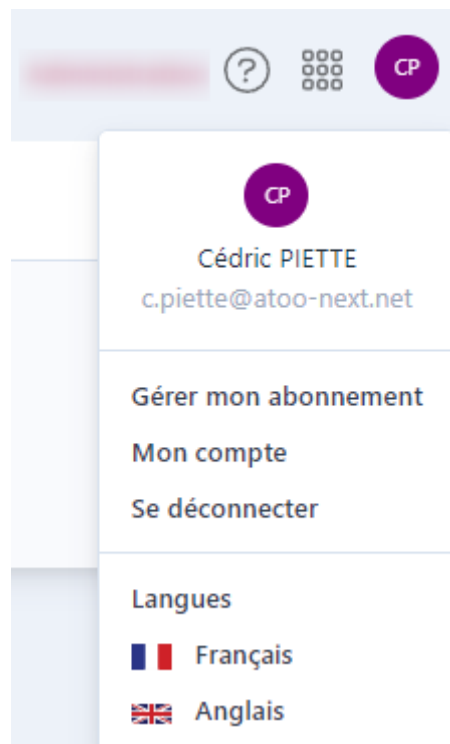 CP
CP
Cédric PIETTE
c.piette@atoo-next.net
Gérer mon abonnement
Mon compte
Se déconnecter
Langues
Français
Anglais